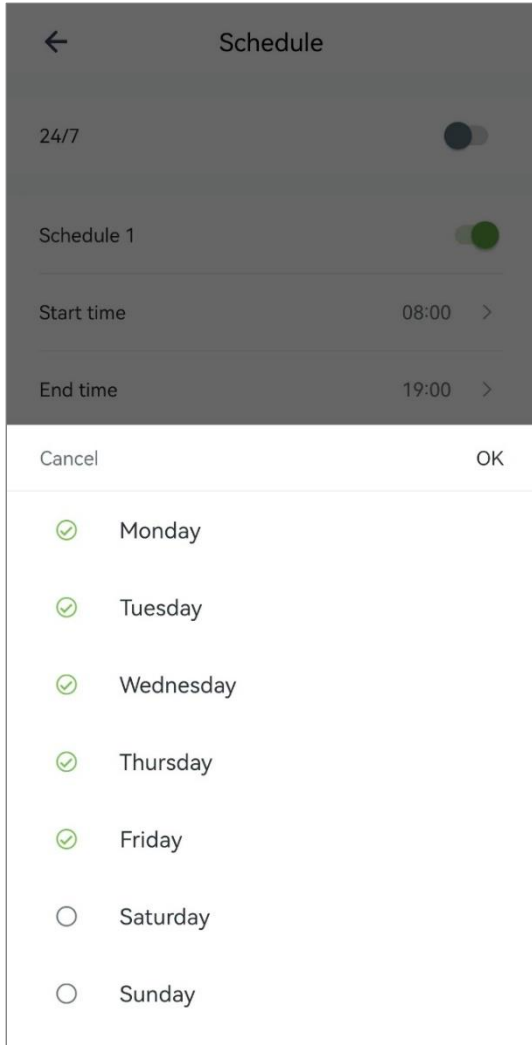 Schedule
24/7
Schedule 1
Start time 08:00
End time 19:00
Cancel OK
Monday
Tuesday
Wednesday
Thursday
Friday
Saturday
Sunday